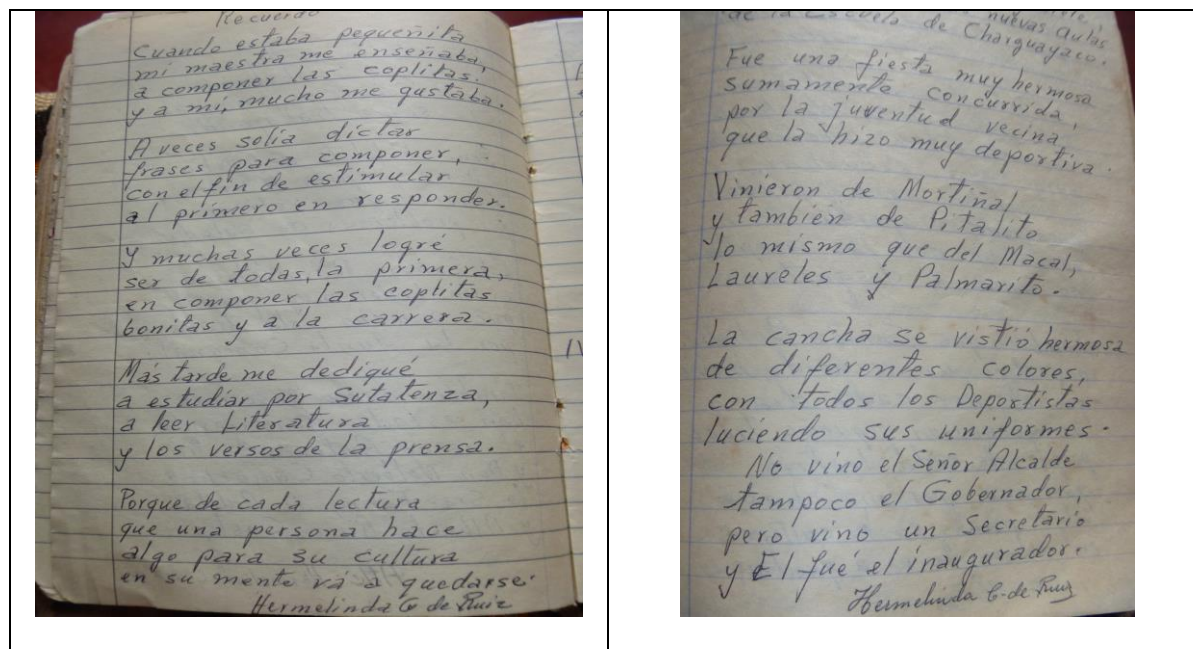 Recuerdo
Cuando estaba pequeñita
mi maestra me enseñaba,
a componer las coplitas.
y a mí, mucho me gustaba.
A veces solía dictar
frases para componer,
con el fin de estimular
al primero en responder.
Y muchas veces logré
ser de todas, la primera,
en componer las coplitas
bonitas y a la carrera.
Más tarde me dediqué
a estudiar por Sutatenza,
a leer Literatura
y los versos de la prensa.
Porque de cada lectura
que una persona hace
algo para su cultura
en su mente vá a quedarse.
Hermelinda G de Ruiz
nuevas aulas
de la Escuela de Charguayaco.
Fue una fiesta muy hermosa
sumamente concurrida,
por la juventud vecina,
que la hizo muy deportiva.
Vinieron de Mortiñal
y también de Pitalito
lo mismo que del Macal,
Laureles y Palmarito.
La cancha se vistió hermosa
de diferentes colores,
con todos los Deportistas
luciendo sus uniformes.
No vino el Señor Alcalde
tampoco el Gobernador,
pero vino un Secretario
y El fué el inaugurador.
Hermelinda G. de Ruiz